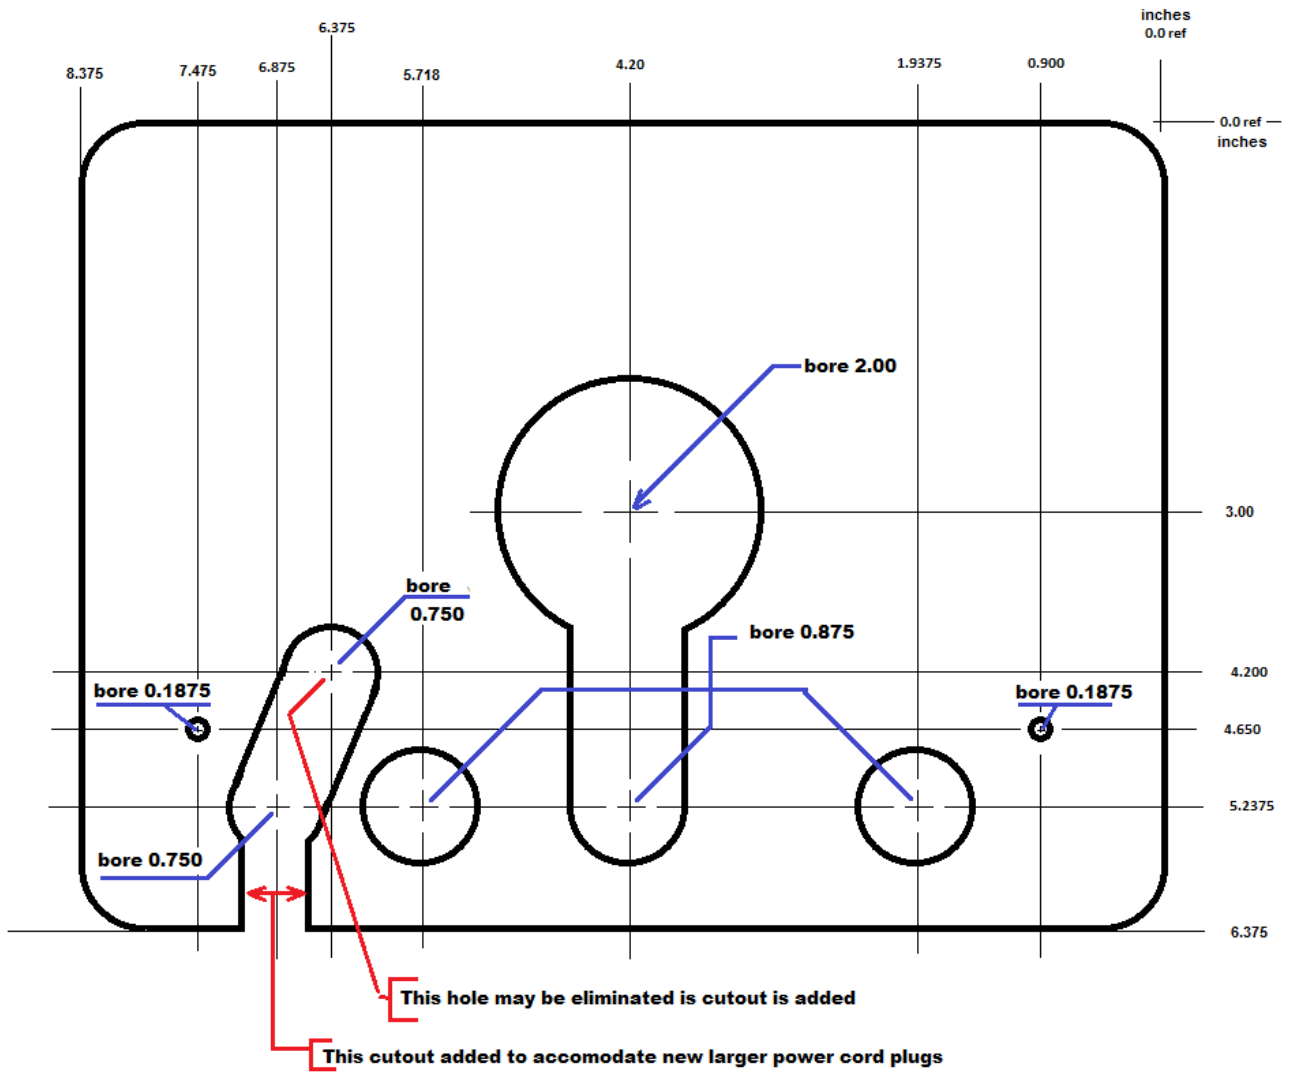 inches
0.0 ref
6.375
8.375
7.475
6.875
5.718
4.20
1.9375
0.900
0.0 ref
inches
bore 2.00
3.00
bore
0.750
bore 0.875
4.200
bore 0.1875
bore 0.1875
4.650
5.2375
bore 0.750
6.375
This hole may be eliminated is cutout is added
This cutout added to accomodate new larger power cord plugs